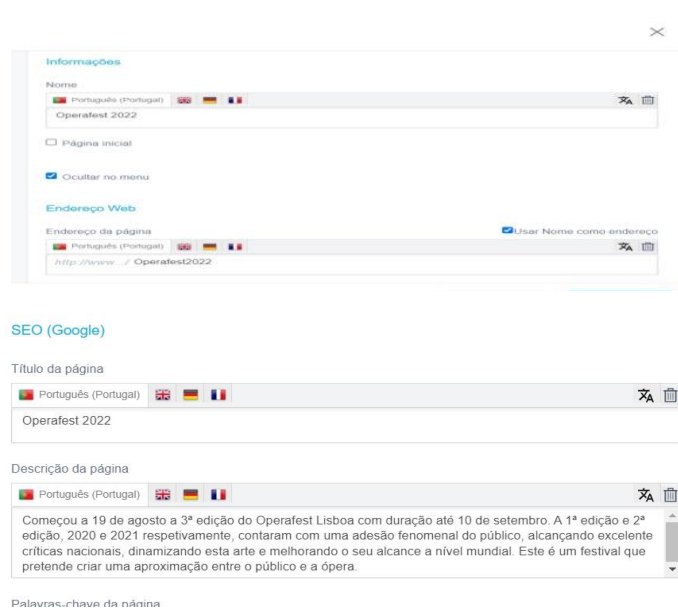 Informações
Nome
Português (Portugal)
Operafest 2022
Página inicial
Ocultar no menu
Endereço Web
Endereço da página
Usar Nome como endereço
Português (Portugal)
http://www.../ Operafest2022
SEO (Google)
Título da página
Português (Portugal)
Operafest 2022
Descrição da página
Português (Portugal)
Começou a 19 de agosto a 3ª edição do Operafest Lisboa com duração até 10 de setembro. A 1ª edição e 2ª
edição, 2020 e 2021 respetivamente, contaram com uma adesão fenomenal do público, alcançando excelente
críticas nacionais, dinamizando esta arte e melhorando o seu alcance a nível mundial. Este é um festival que
pretende criar uma aproximação entre o público e a ópera.
Palavras-chave da página